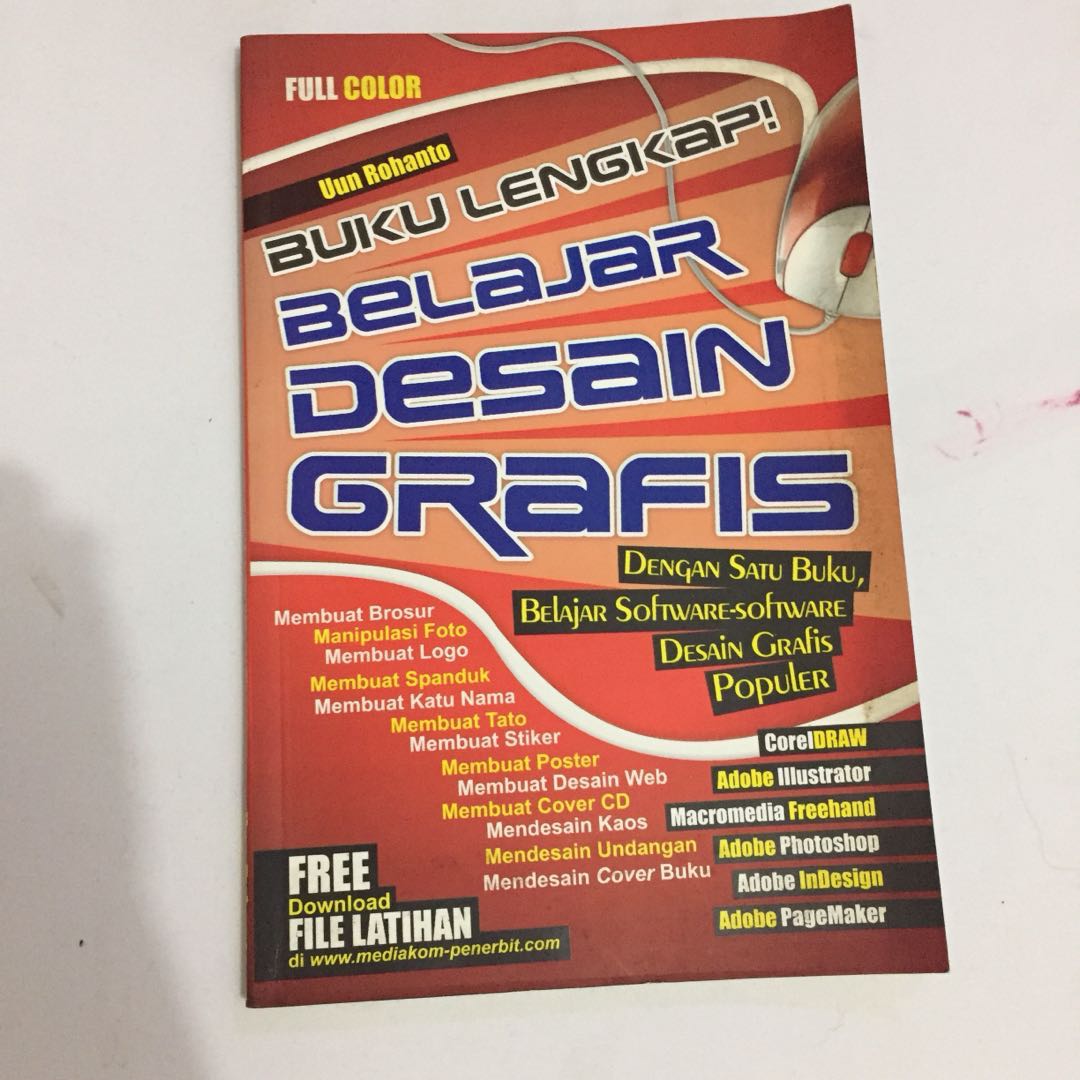 FULL COLOR
Uun Rohanto
BUKU LENGKAP!
BELAJAR
DESAIN
GRAFIS
DENGAN SATU BUKU,
BELAJAR SOFTWARE-SOFTWARE
DESAIN GRAFIS
POPULER
Membuat Brosur
Manipulasi Foto
Membuat Logo
Membuat Spanduk
Membuat Katu Nama
Membuat Tato
Membuat Stiker
Membuat Poster
Membuat Desain Web
Membuat Cover CD
Mendesain Kaos
Mendesain Undangan
Mendesain Cover Buku
CorelDRAW
Adobe Illustrator
Macromedia Freehand
Adobe Photoshop
Adobe InDesign
Adobe PageMaker
FREE
Download
FILE LATIHAN
di www.mediakom-penerbit.com